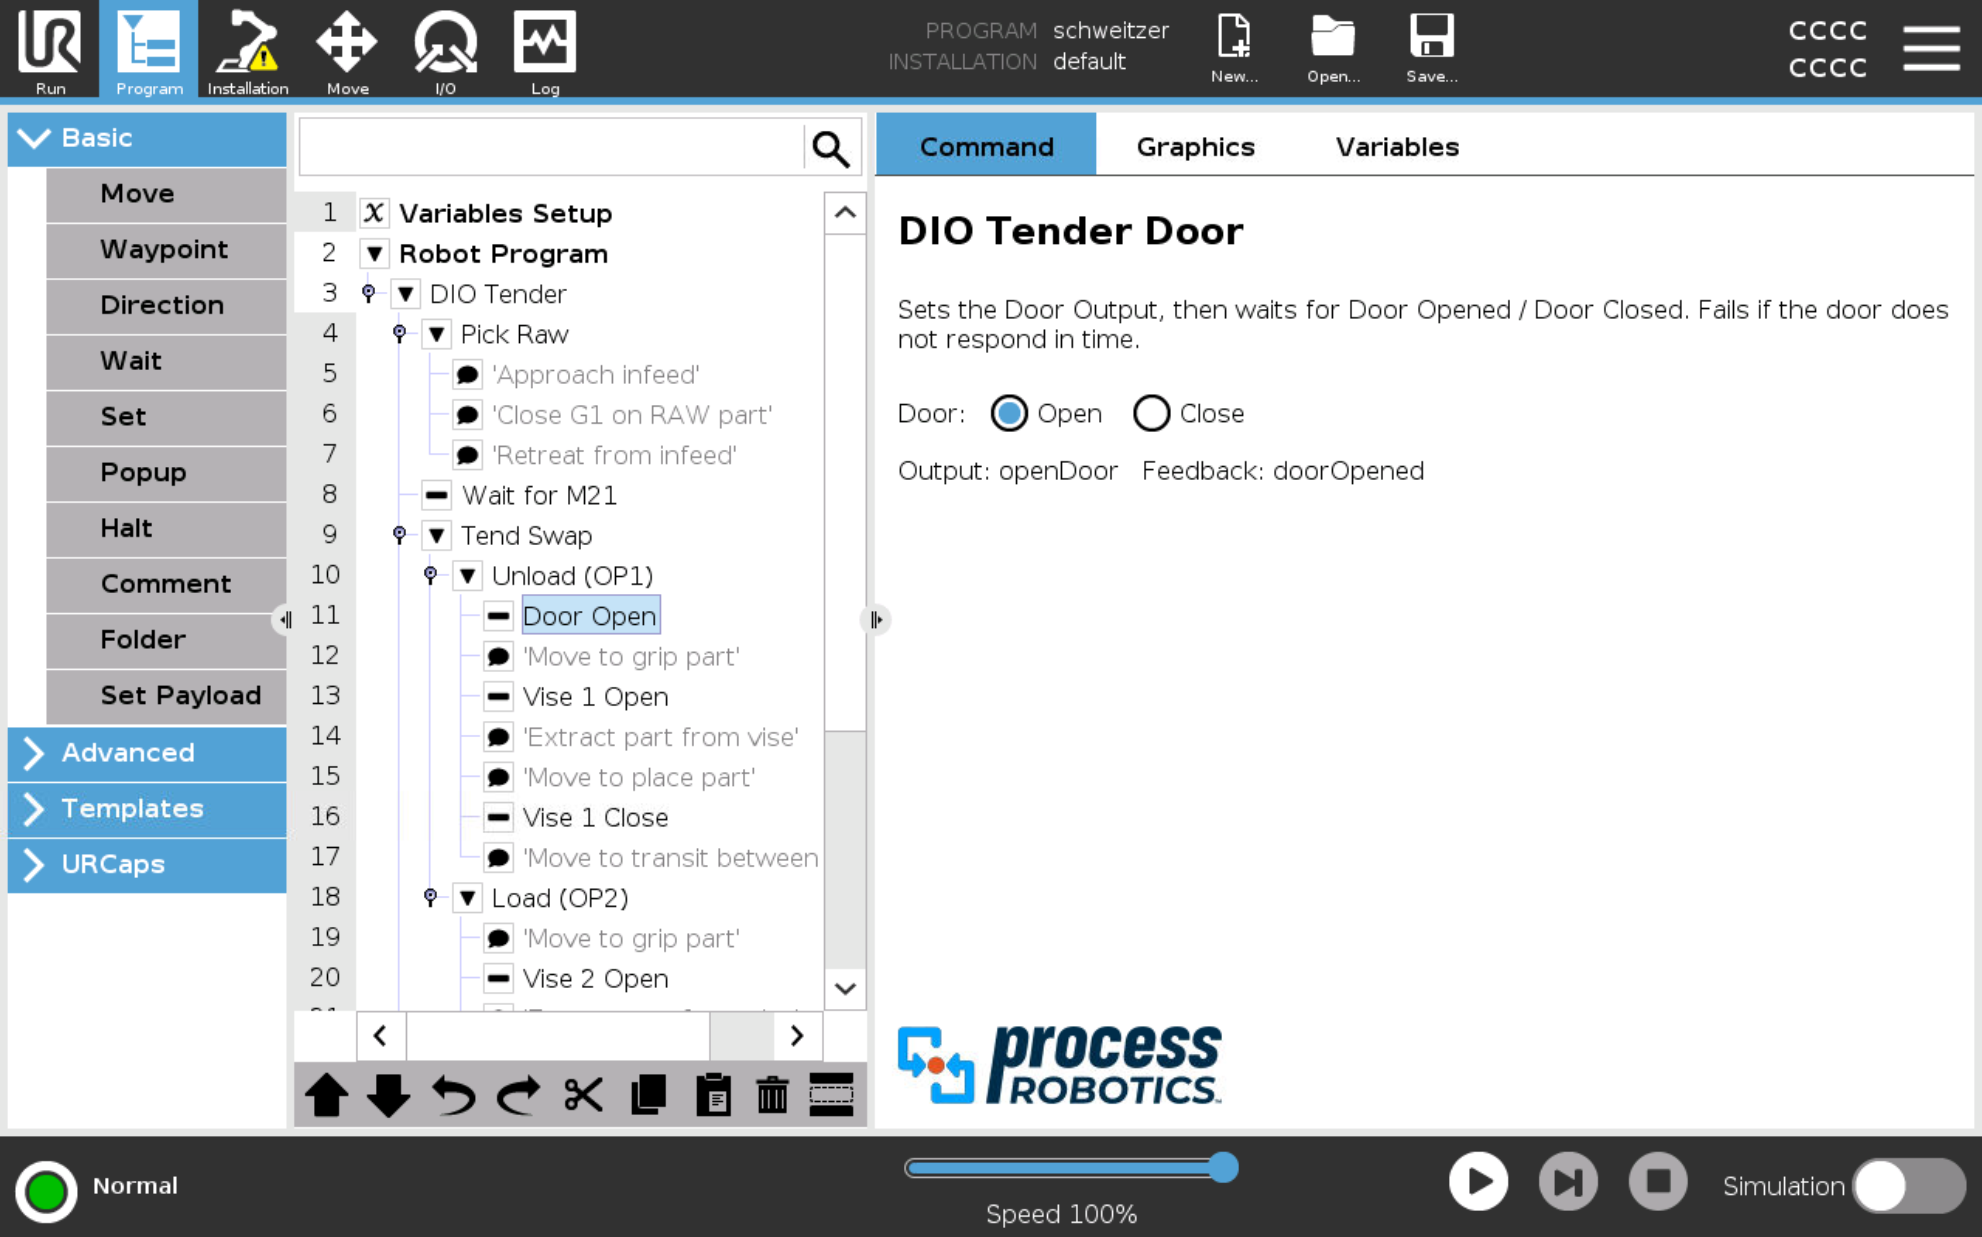 Run
Program
Installation
Move
I/O
Log
PROGRAM schweitzer
INSTALLATION default
New...
Open...
Save...
CCCC
CCCC
Basic
Move
Waypoint
Direction
Wait
Set
Popup
Halt
Comment
Folder
Set Payload
Advanced
Templates
URCaps
1 X Variables Setup
2 Robot Program
3 DIO Tender
4 Pick Raw
5 'Approach infeed'
6 'Close G1 on RAW part'
7 'Retreat from infeed'
8 Wait for M21
9 Tend Swap
10 Unload (OP1)
11 Door Open
12 'Move to grip part'
13 Vise 1 Open
14 'Extract part from vise'
15 'Move to place part'
16 Vise 1 Close
17 'Move to transit between
18 Load (OP2)
19 'Move to grip part'
20 Vise 2 Open
Command Graphics Variables
DIO Tender Door
Sets the Door Output, then waits for Door Opened / Door Closed. Fails if the door does
not respond in time.
Door: Open Close
Output: openDoor Feedback: doorOpened
process
ROBOTICS
Normal
Speed 100%
Simulation